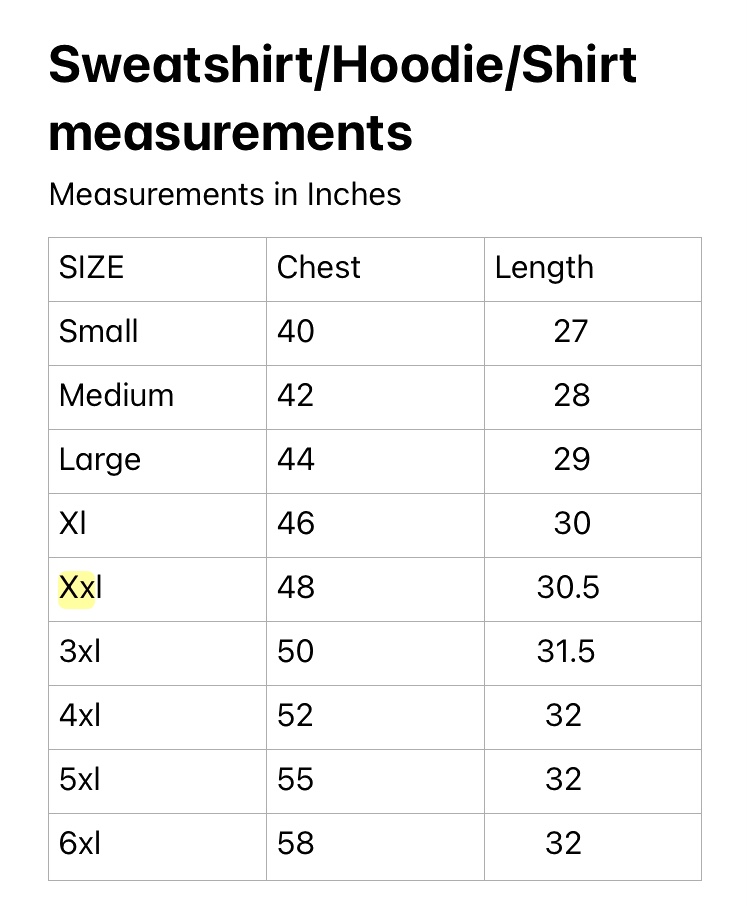 Sweatshirt/Hoodie/Shirt
measurements
Measurements in Inches
SIZE Chest Length
Small 40 27
Medium 42 28
Large 44 29
Xl 46 30
Xxl 48 30.5
3xl 50 31.5
4xl 52 32
5xl 55 32
6xl 58 32